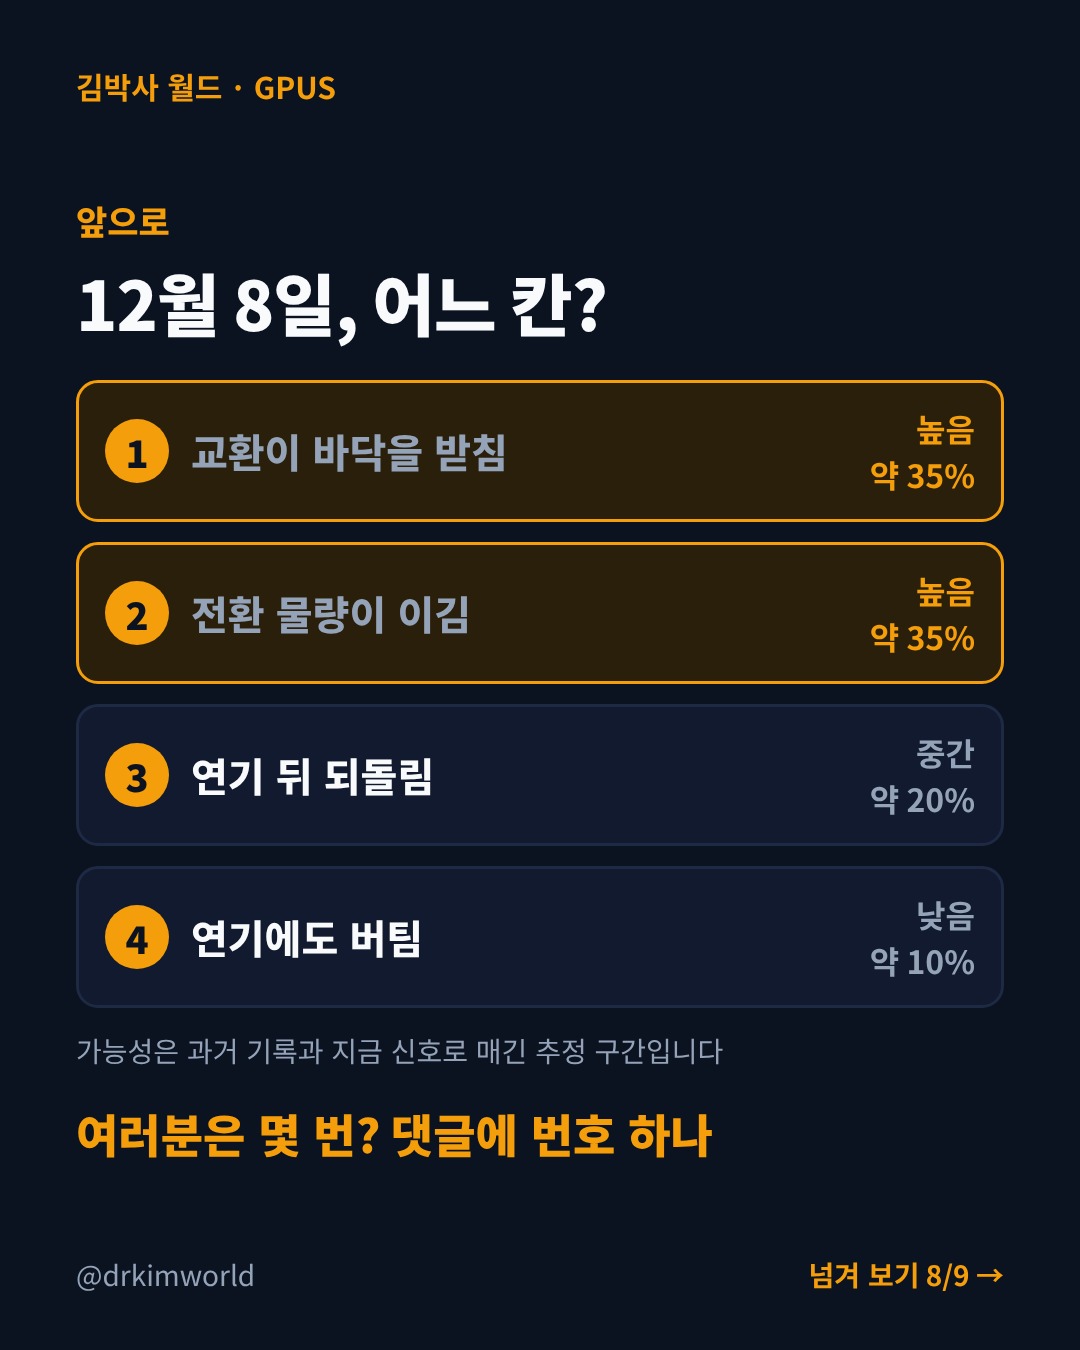 김박사 월드 · GPUS
앞으로
12월 8일, 어느 칸?
1 교환이 바닥을 받침
높음
약 35%
2 전환 물량이 이김
높음
약 35%
3 연기 뒤 되돌림
중간
약 20%
4 연기에도 버팀
낮음
약 10%
가능성은 과거 기록과 지금 신호로 매긴 추정 구간입니다
여러분은 몇 번? 댓글에 번호 하나
@drkimworld
넘겨 보기 8/9 →